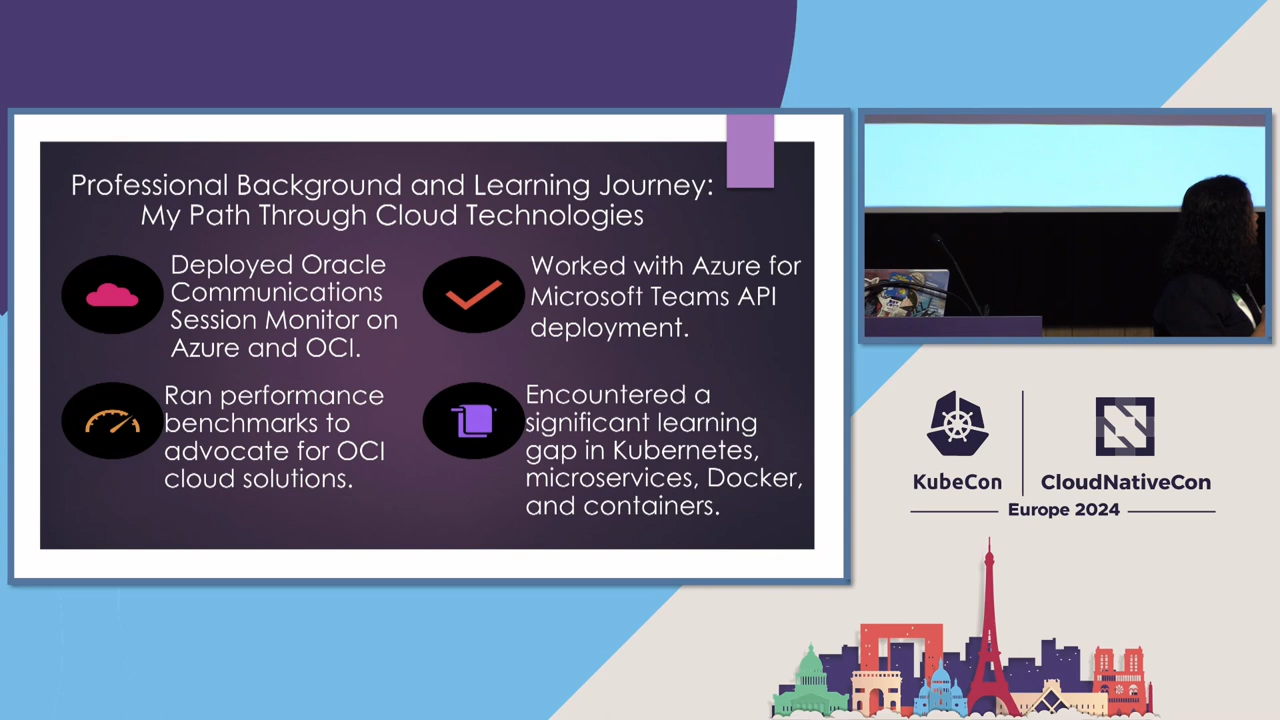 Professional Background and Learning Journey:
My Path Through Cloud Technologies
Deployed Oracle
Communications
Session Monitor on
Azure and OCI.
Worked with Azure for
Microsoft Teams API
deployment.
Ran performance
benchmarks to
advocate for OCI
cloud solutions.
Encountered a
significant learning
gap in Kubernetes,
microservices, Docker,
and containers.
KubeCon
CloudNativeCon
Europe 2024